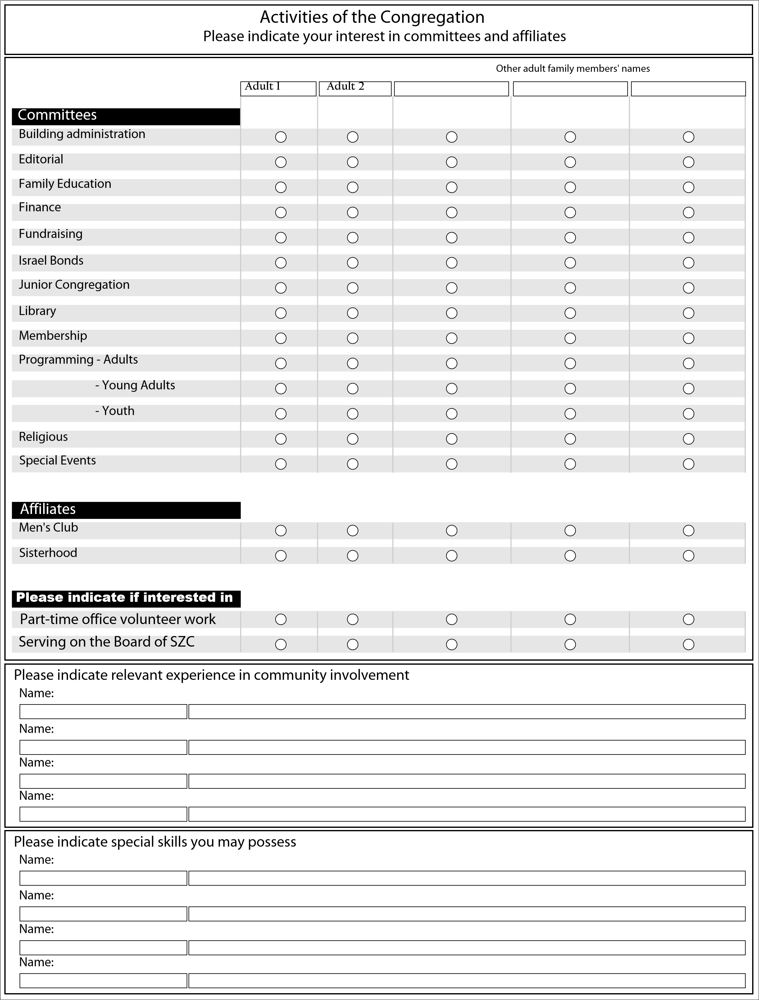 Activities of the Congregation
Please indicate your interest in committees and affiliates
Other adult family members' names
Adult 1 Adult 2
Committees
Building administration
Editorial
Family Education
Finance
Fundraising
Israel Bonds
Junior Congregation
Library
Membership
Programming - Adults
- Young Adults
- Youth
Religious
Special Events
Affiliates
Men's Club
Sisterhood
Please indicate if interested in
Part-time office volunteer work
Serving on the Board of SZC
Please indicate relevant experience in community involvement
Name:
Name:
Name:
Name:
Please indicate special skills you may possess
Name:
Name:
Name:
Name: